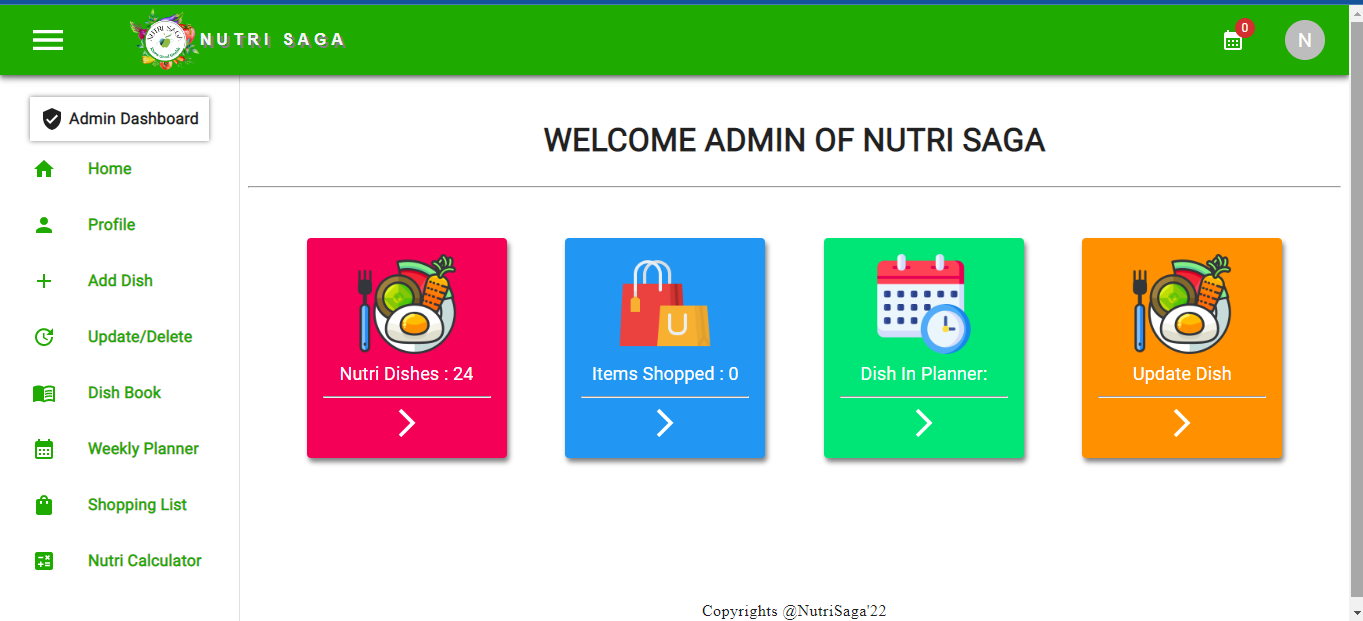 NUTRI SAGA
NUTRI SAGA
0
N
Admin Dashboard
Home
Profile
Add Dish
Update/Delete
Dish Book
Weekly Planner
Shopping List
Nutri Calculator
WELCOME ADMIN OF NUTRI SAGA
Nutri Dishes : 24
U
Items Shopped : 0
Dish In Planner:
Update Dish
Copyrights @NutriSaga'22